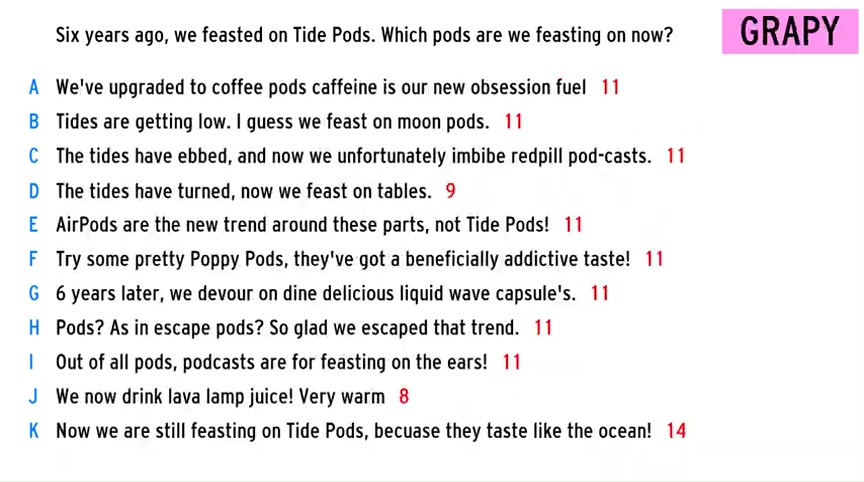 Six years ago, we feasted on Tide Pods. Which pods are we feasting on now?
GRAPY
A We've upgraded to coffee pods caffeine is our new obsession fuel 11
B Tides are getting low. I guess we feast on moon pods. 11
C The tides have ebbed, and now we unfortunately imbibe redpill pod-casts. 11
D The tides have turned, now we feast on tables. 9
E AirPods are the new trend around these parts, not Tide Pods! 11
F Try some pretty Poppy Pods, they've got a beneficially addictive taste! 11
G 6 years later, we devour on dine delicious liquid wave capsule's. 11
H Pods? As in escape pods? So glad we escaped that trend. 11
I Out of all pods, podcasts are for feasting on the ears! 11
J We now drink lava lamp juice! Very warm 8
K Now we are still feasting on Tide Pods, becuase they taste like the ocean! 14